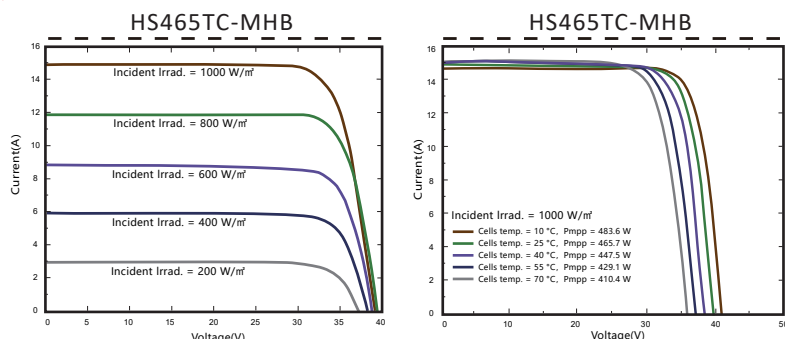 HS465TC-MHB
16
14
12
10
8
6
4
2
0
Current(A)
Incident Irrad. = 1000 W/㎡
Incident Irrad. = 800 W/㎡
Incident Irrad. = 600 W/㎡
Incident Irrad. = 400 W/㎡
Incident Irrad. = 200 W/㎡
0 5 10 15 20 25 30 35 40
Voltage(V)
HS465TC-MHB
16
14
12
10
14
8
6
4
2
0
Current(A)
Incident Irrad. = 1000 W/㎡
Cells temp. = 10 °C, Pmpp = 483.6 W
Cells temp. = 25 °C, Pmpp = 465.7 W
Cells temp. = 40 °C, Pmpp = 447.5 W
Cells temp. = 55 °C, Pmpp = 429.1 W
Cells temp. = 70 °C, Pmpp = 410.4 W
0 10 20 30 40 50
Voltage(V)